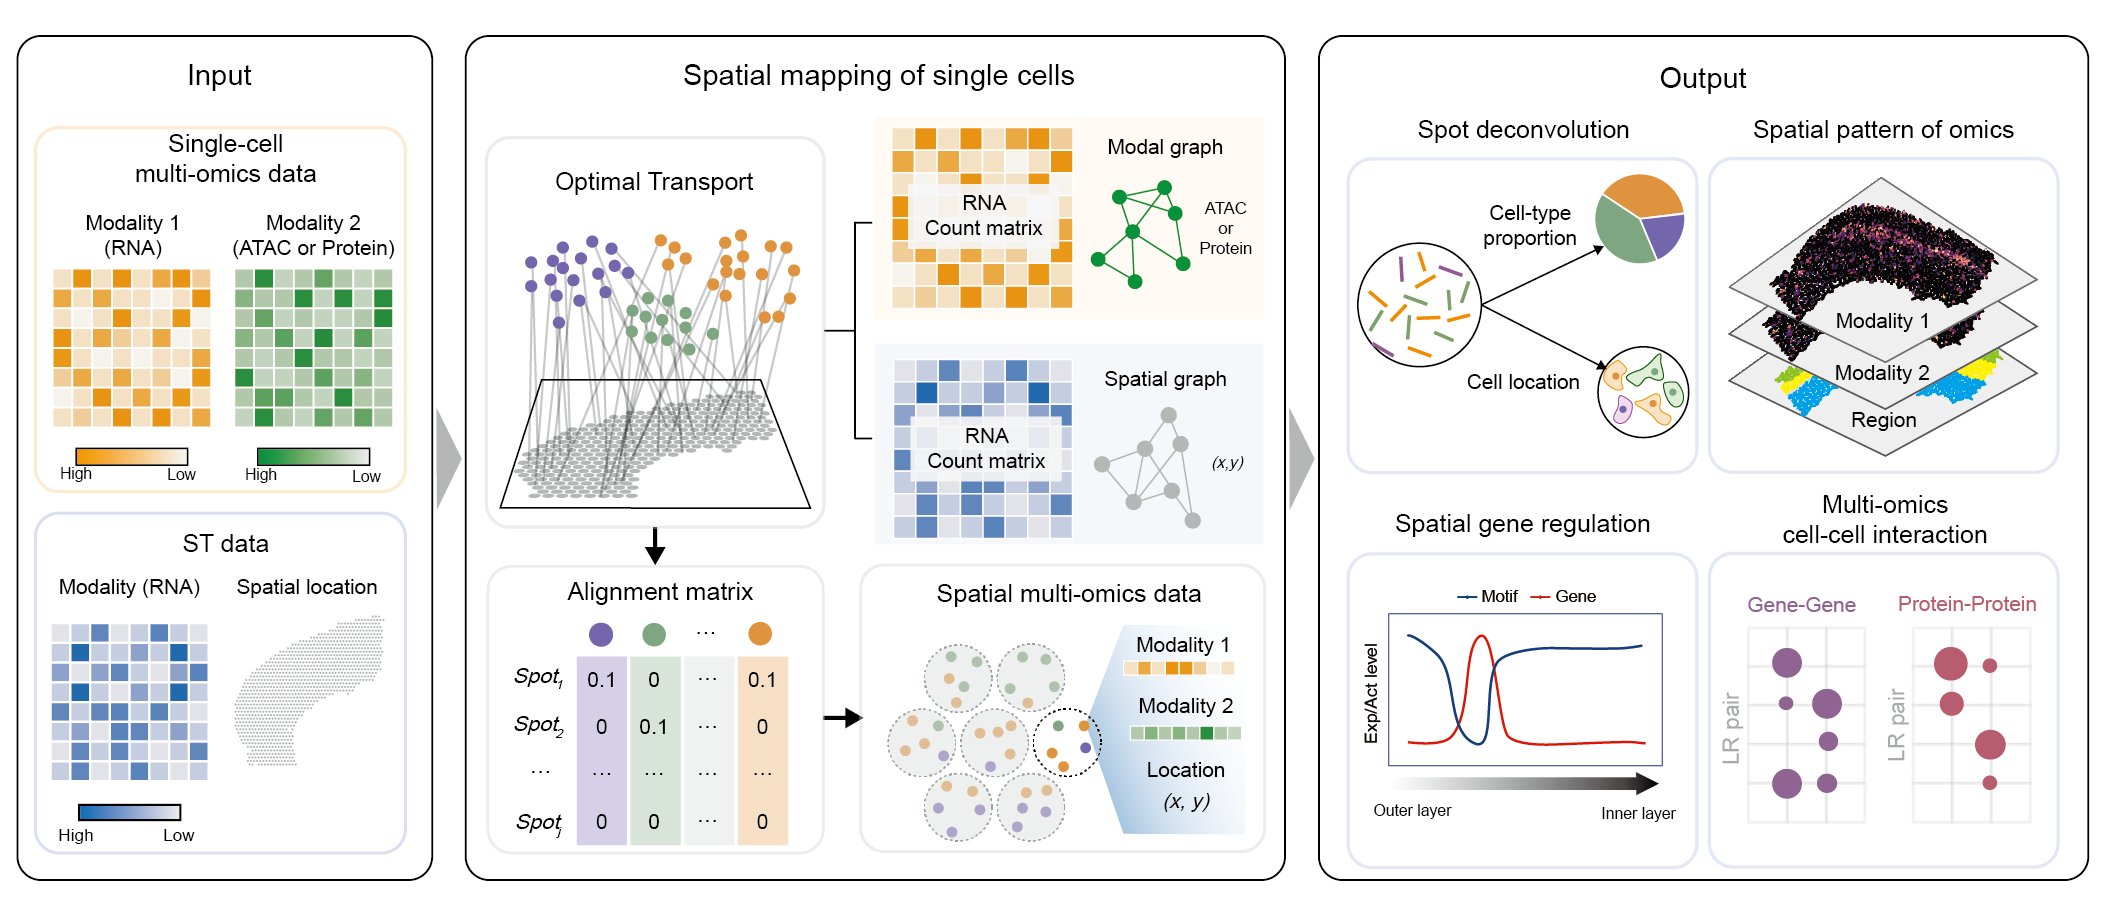 Input
Single-cell
multi-omics data
Modality 1
(RNA)
Modality 2
(ATAC or Protein)
High
Low
High
Low
ST data
Modality (RNA)
Spatial location
High
Low
Spatial mapping of single cells
Optimal Transport
RNA
Count matrix
Modal graph
ATAC
or
Protein
RNA
Count matrix
Spatial graph
(x,y)
Alignment matrix
...
Spot1 0.1 0 ... 0.1
Spot2 0 0.1 ... 0
... ... ... ... ...
Spotj 0 0 ... 0
Spatial multi-omics data
Modality 1
Modality 2
Location
(x, y)
Output
Spot deconvolution
Cell-type
proportion
Cell location
Spatial pattern of omics
Modality 1
Modality 2
Region
Spatial gene regulation
Motif Gene
Exp/Act level
Outer layer
Inner layer
Multi-omics
cell-cell interaction
Gene-Gene
LR pair
Protein-Protein
LR pair